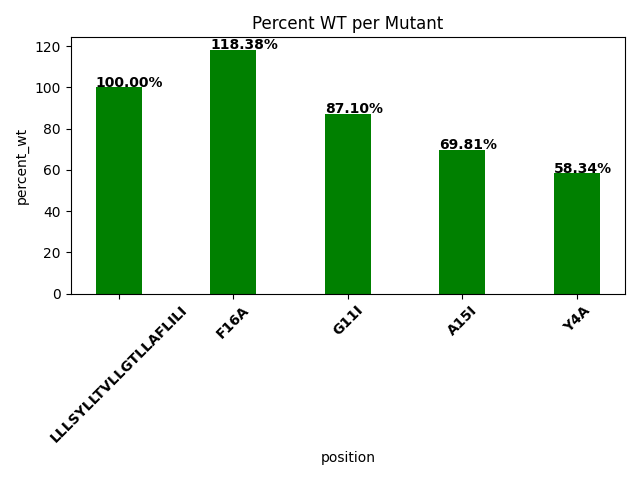 Percent WT per Mutant
percent_wt
120
100
80
60
40
20
0
100.00%
118.38%
87.10%
69.81%
58.34%
LLLSYLLTVLLGTLLAFLILI
F16A
G11I
A15I
Y4A
position